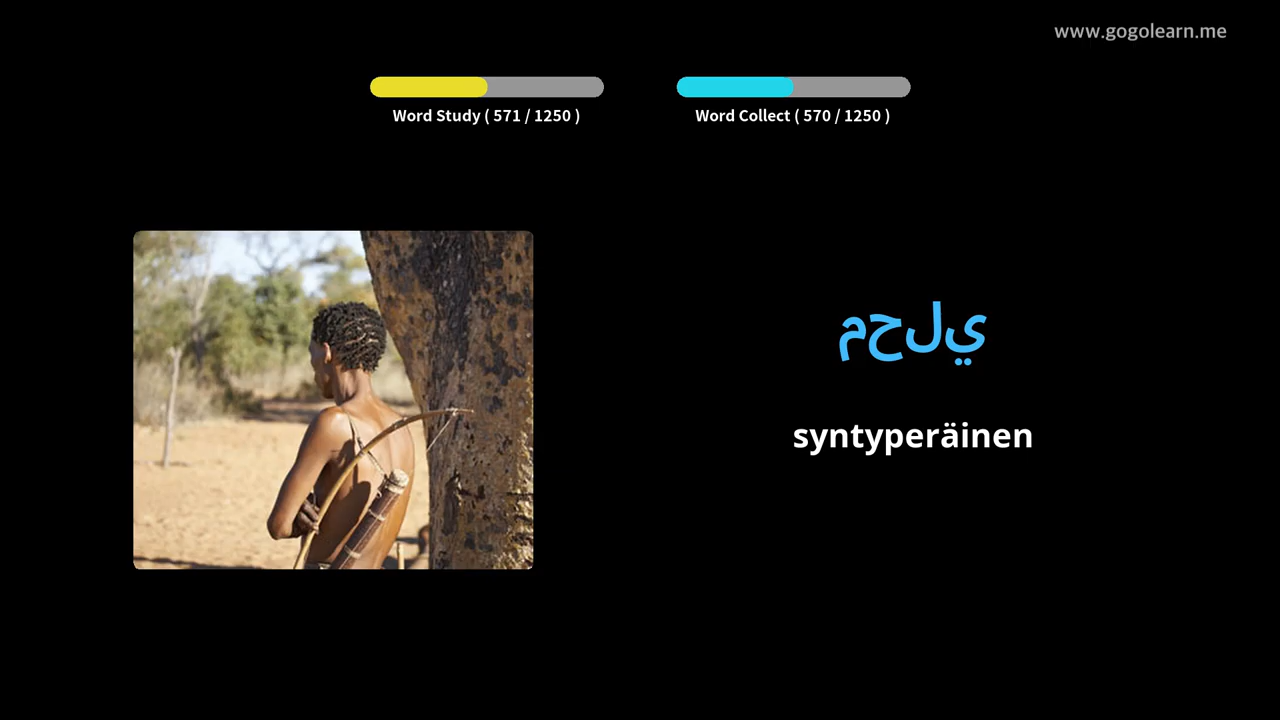 www.gogolearn.me
Word Study ( 571 / 1250 )
Word Collect ( 570 / 1250 )
محلي
syntyperäinen